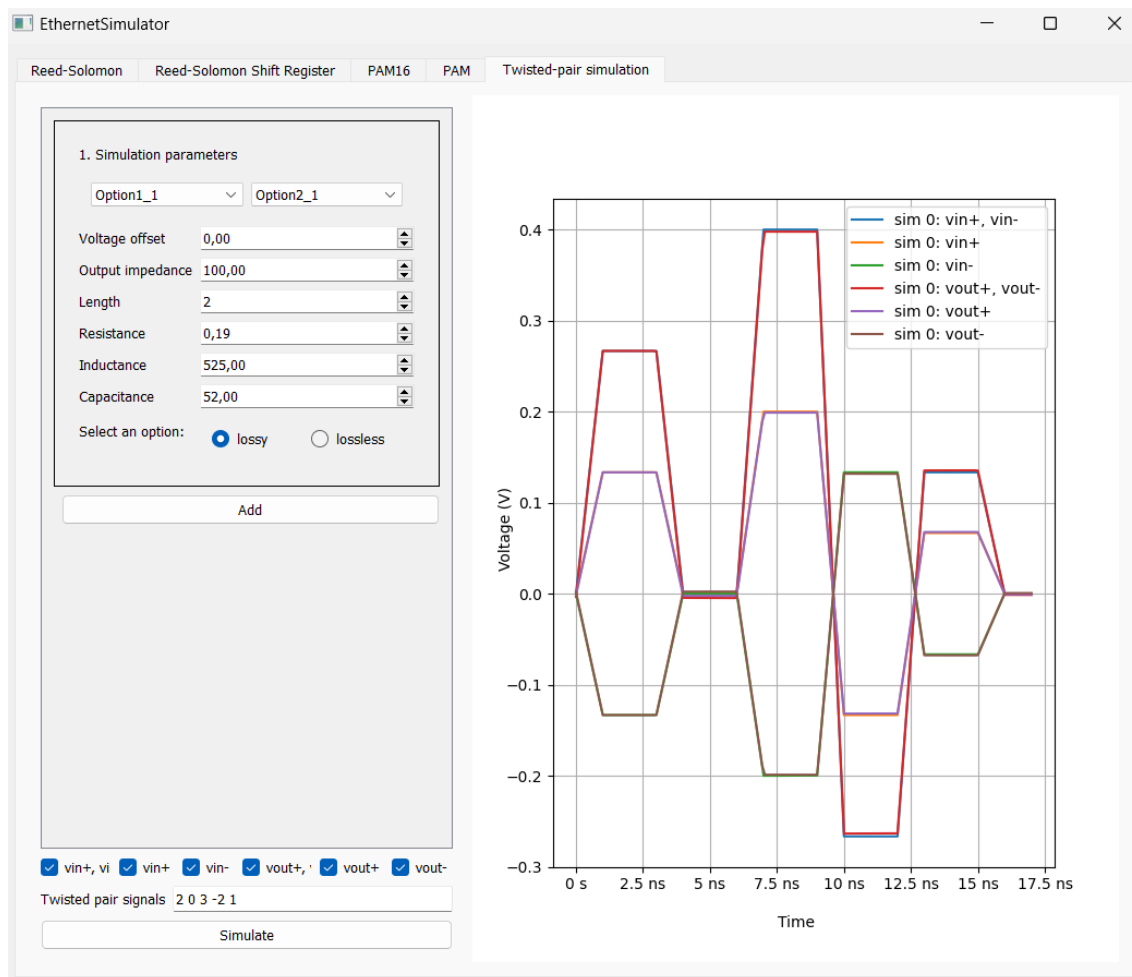 EthernetSimulator
Reed-Solomon Reed-Solomon Shift Register PAM16 PAM Twisted-pair simulation
1. Simulation parameters
Option1_1 Option2_1
Voltage offset 0,00
Output impedance 100,00
Length 2
Resistance 0,19
Inductance 525,00
Capacitance 52,00
Select an option: lossy lossless
Add
vin+, vi vin+ vin- vout+, vout+ vout-
Twisted pair signals 2 0 3 -2 1
Simulate
sim 0: vin+, vin-
sim 0: vin+
sim 0: vin-
sim 0: vout+, vout-
sim 0: vout+
sim 0: vout-
Voltage (V)
0.4
0.3
0.2
0.1
0.0
−0.1
−0.2
−0.3
0 s 2.5 ns 5 ns 7.5 ns 10 ns 12.5 ns 15 ns 17.5 ns
Time